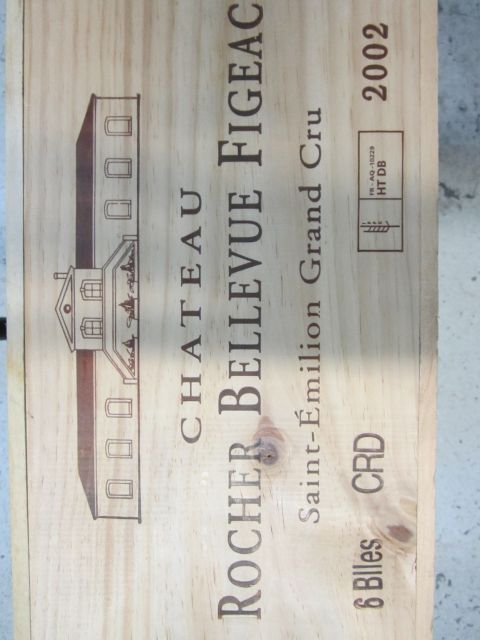 CHATEAU
ROCHER BELLEVUE FIGEAC
Saint-Émilion Grand Cru
6 Blles CRD
FR - AQ -10229
HT DB
2002